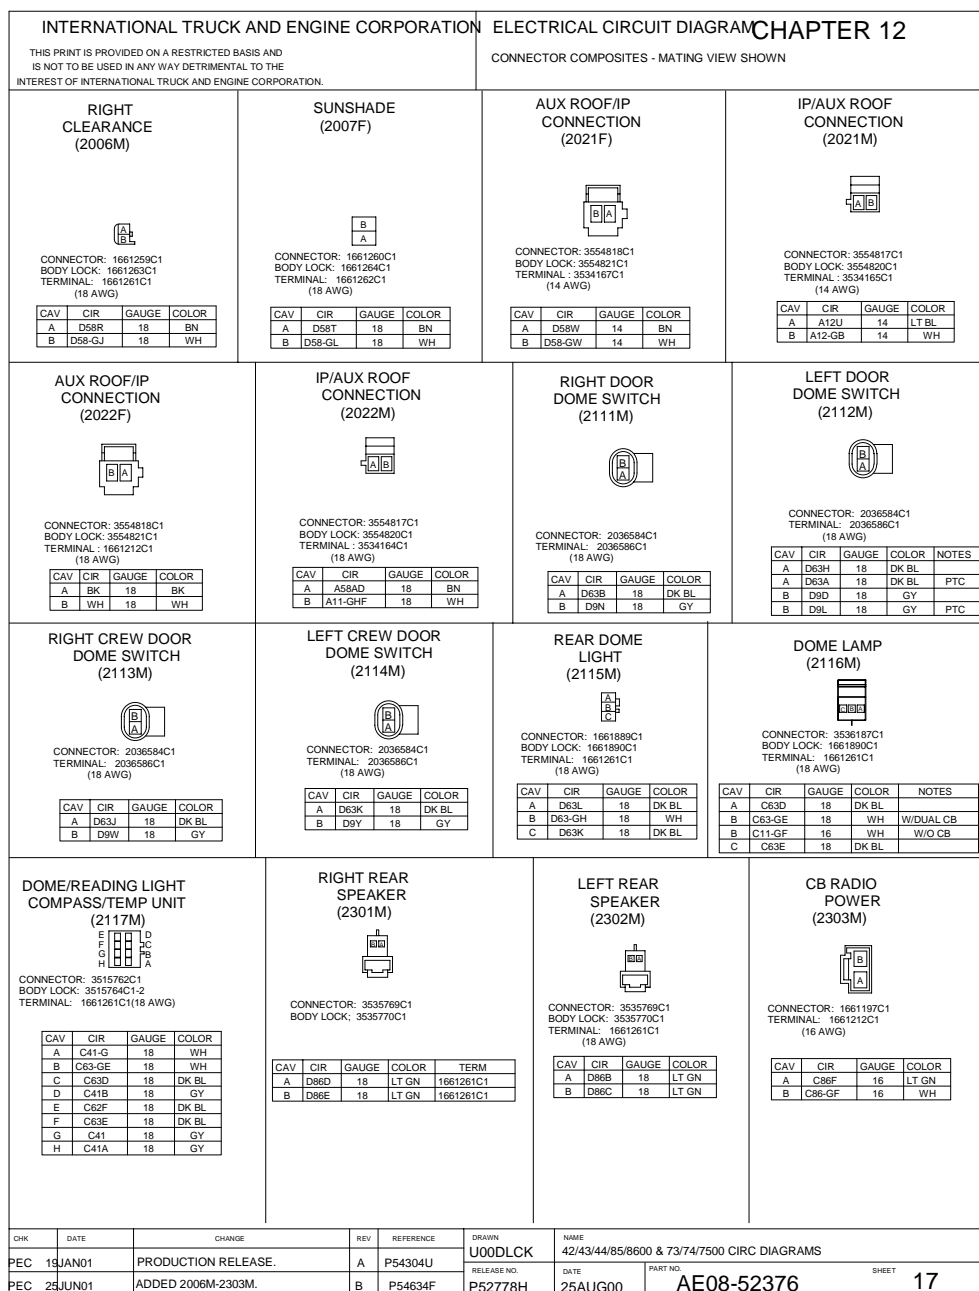 INTERNATIONAL TRUCK AND ENGINE CORPORATION
THIS PRINT IS PROVIDED ON A RESTRICTED BASIS AND
IS NOT TO BE USED IN ANY WAY DETRIMENTAL TO THE
INTEREST OF INTERNATIONAL TRUCK AND ENGINE CORPORATION.
ELECTRICAL CIRCUIT DIAGRAM CHAPTER 12
CONNECTOR COMPOSITES - MATING VIEW SHOWN
RIGHT
CLEARANCE
(2006M)
A
B
CONNECTOR: 1661259C1
BODY LOCK: 1661263C1
TERMINAL: 1661261C1
(18 AWG)
CAV CIR GAUGE COLOR
A D58R 18 BN
B D58-GJ 18 WH
SUNSHADE
(2007F)
B
A
CONNECTOR: 1661260C1
BODY LOCK: 1661264C1
TERMINAL: 1661262C1
(18 AWG)
CAV CIR GAUGE COLOR
A D58T 18 BN
B D58-GL 18 WH
AUX ROOF/IP
CONNECTION
(2021F)
B A
CONNECTOR: 3554818C1
BODY LOCK: 3554821C1
TERMINAL : 3534167C1
(14 AWG)
CAV CIR GAUGE COLOR
A D58W 14 BN
B D58-GW 14 WH
IP/AUX ROOF
CONNECTION
(2021M)
A B
CONNECTOR: 3554817C1
BODY LOCK: 3554820C1
TERMINAL : 3534165C1
(14 AWG)
CAV CIR GAUGE COLOR
A A12U 14 LT BL
B A12-GB 14 WH
AUX ROOF/IP
CONNECTION
(2022F)
B A
CONNECTOR: 3554818C1
BODY LOCK: 3554821C1
TERMINAL : 1661212C1
(18 AWG)
CAV CIR GAUGE COLOR
A BK 18 BK
B WH 18 WH
IP/AUX ROOF
CONNECTION
(2022M)
A B
CONNECTOR: 3554817C1
BODY LOCK: 3554820C1
TERMINAL : 3534164C1
(18 AWG)
CAV CIR GAUGE COLOR
A A58AD 18 BN
B A11-GHF 18 WH
RIGHT DOOR
DOME SWITCH
(2111M)
B
A
CONNECTOR: 2036584C1
TERMINAL: 2036586C1
(18 AWG)
CAV CIR GAUGE COLOR
A D63B 18 DK BL
B D9N 18 GY
LEFT DOOR
DOME SWITCH
(2112M)
B
A
CONNECTOR: 2036584C1
TERMINAL: 2036586C1
(18 AWG)
CAV CIR GAUGE COLOR NOTES
A D63H 18 DK BL
A D63A 18 DK BL PTC
B D9D 18 GY
B D9L 18 GY PTC
RIGHT CREW DOOR
DOME SWITCH
(2113M)
B
A
CONNECTOR: 2036584C1
TERMINAL: 2036586C1
(18 AWG)
CAV CIR GAUGE COLOR
A D63J 18 DK BL
B D9W 18 GY
LEFT CREW DOOR
DOME SWITCH
(2114M)
B
A
CONNECTOR: 2036584C1
TERMINAL: 2036586C1
(18 AWG)
CAV CIR GAUGE COLOR
A D63K 18 DK BL
B D9Y 18 GY
REAR DOME
LIGHT
(2115M)
A
B
C
CONNECTOR: 1661889C1
BODY LOCK: 1661890C1
TERMINAL: 1661261C1
(18 AWG)
CAV CIR GAUGE COLOR
A D63L 18 DK BL
B D63-GH 18 WH
C D63K 18 DK BL
DOME LAMP
(2116M)
C B A
CONNECTOR: 3536187C1
BODY LOCK: 1661890C1
TERMINAL: 1661261C1
(18 AWG)
CAV CIR GAUGE COLOR NOTES
A C63D 18 DK BL
B C63-GE 18 WH W/DUAL CB
B C11-GF 16 WH W/O CB
C C63E 18 DK BL
DOME/READING LIGHT
COMPASS/TEMP UNIT
(2117M)
E D
F C
G B
H A
CONNECTOR: 3515762C1
BODY LOCK: 3515764C1-2
TERMINAL: 1661261C1(18 AWG)
CAV CIR GAUGE COLOR
A C41-G 18 WH
B C63-GE 18 WH
C C63D 18 DK BL
D C41B 18 GY
E C62F 18 DK BL
F C63E 18 DK BL
G C41 18 GY
H C41A 18 GY
RIGHT REAR
SPEAKER
(2301M)
B A
CONNECTOR: 3535769C1
BODY LOCK; 3535770C1
CAV CIR GAUGE COLOR TERM
A D86D 18 LT GN 1661261C1
B D86E 18 LT GN 1661261C1
LEFT REAR
SPEAKER
(2302M)
B A
CONNECTOR: 3535769C1
BODY LOCK: 3535770C1
TERMINAL: 1661261C1
(18 AWG)
CAV CIR GAUGE COLOR
A D86B 18 LT GN
B D86C 18 LT GN
CB RADIO
POWER
(2303M)
B
A
CONNECTOR: 1661197C1
TERMINAL: 1661212C1
(16 AWG)
CAV CIR GAUGE COLOR
A C86F 16 LT GN
B C86-GF 16 WH
CHK DATE CHANGE REV REFERENCE
PEC 19JAN01 PRODUCTION RELEASE. A P54304U
PEC 25JUN01 ADDED 2006M-2303M. B P54634F
DRAWN
U00DLCK
NAME
42/43/44/85/8600 & 73/74/7500 CIRC DIAGRAMS
RELEASE NO.
P52778H
DATE
25AUG00
PART NO.
AE08-52376
SHEET 17